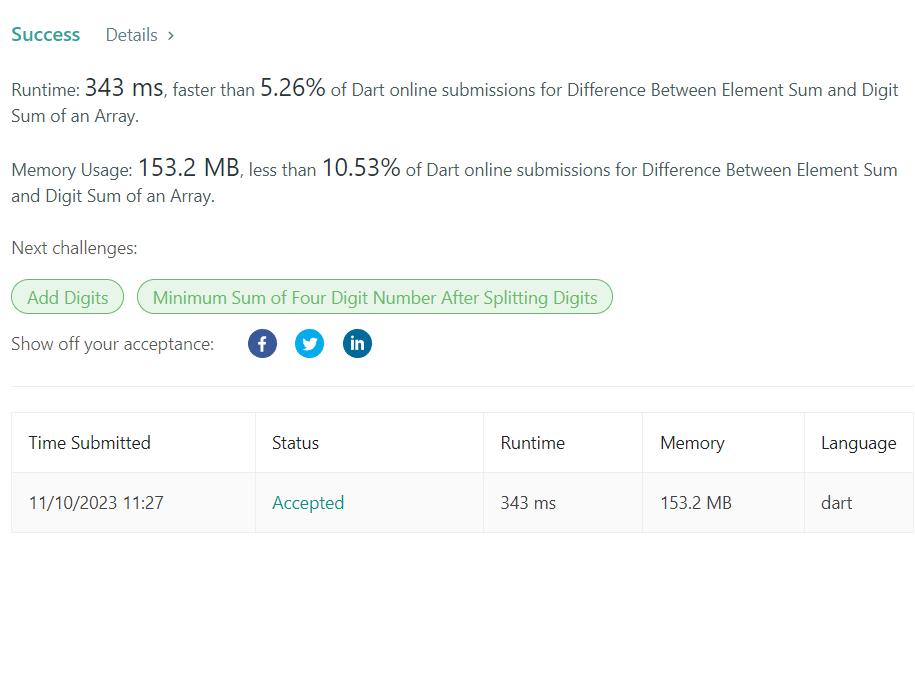 Success Details >
Runtime: 343 ms, faster than 5.26% of Dart online submissions for Difference Between Element Sum and Digit
Sum of an Array.
Memory Usage: 153.2 MB, less than 10.53% of Dart online submissions for Difference Between Element Sum
and Digit Sum of an Array.
Next challenges:
Add Digits Minimum Sum of Four Digit Number After Splitting Digits
Show off your acceptance: f in
Time Submitted Status Runtime Memory Language
11/10/2023 11:27 Accepted 343 ms 153.2 MB dart